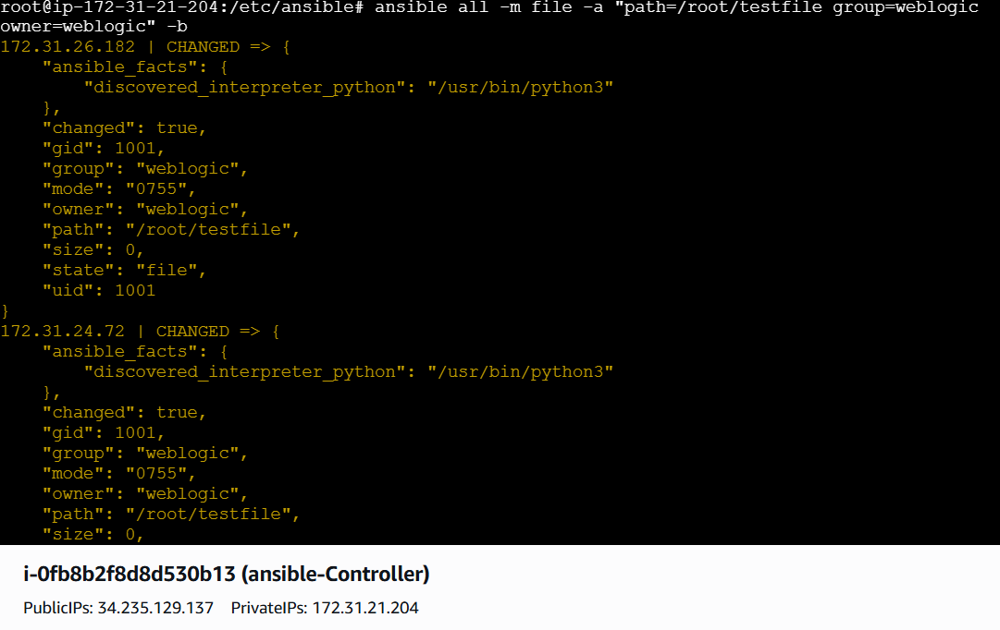 root@ip-172-31-21-204:/etc/ansible# ansible all -m file -a "path=/root/testfile group=weblogic
owner=weblogic" -b
172.31.26.182 | CHANGED => {
    "ansible_facts": {
        "discovered_interpreter_python": "/usr/bin/python3"
    },
    "changed": true,
    "gid": 1001,
    "group": "weblogic",
    "mode": "0755",
    "owner": "weblogic",
    "path": "/root/testfile",
    "size": 0,
    "state": "file",
    "uid": 1001
}
172.31.24.72 | CHANGED => {
    "ansible_facts": {
        "discovered_interpreter_python": "/usr/bin/python3"
    },
    "changed": true,
    "gid": 1001,
    "group": "weblogic",
    "mode": "0755",
    "owner": "weblogic",
    "path": "/root/testfile",
    "size": 0,
i-0fb8b2f8d8d530b13 (ansible-Controller)
PublicIPs: 34.235.129.137 PrivateIPs: 172.31.21.204